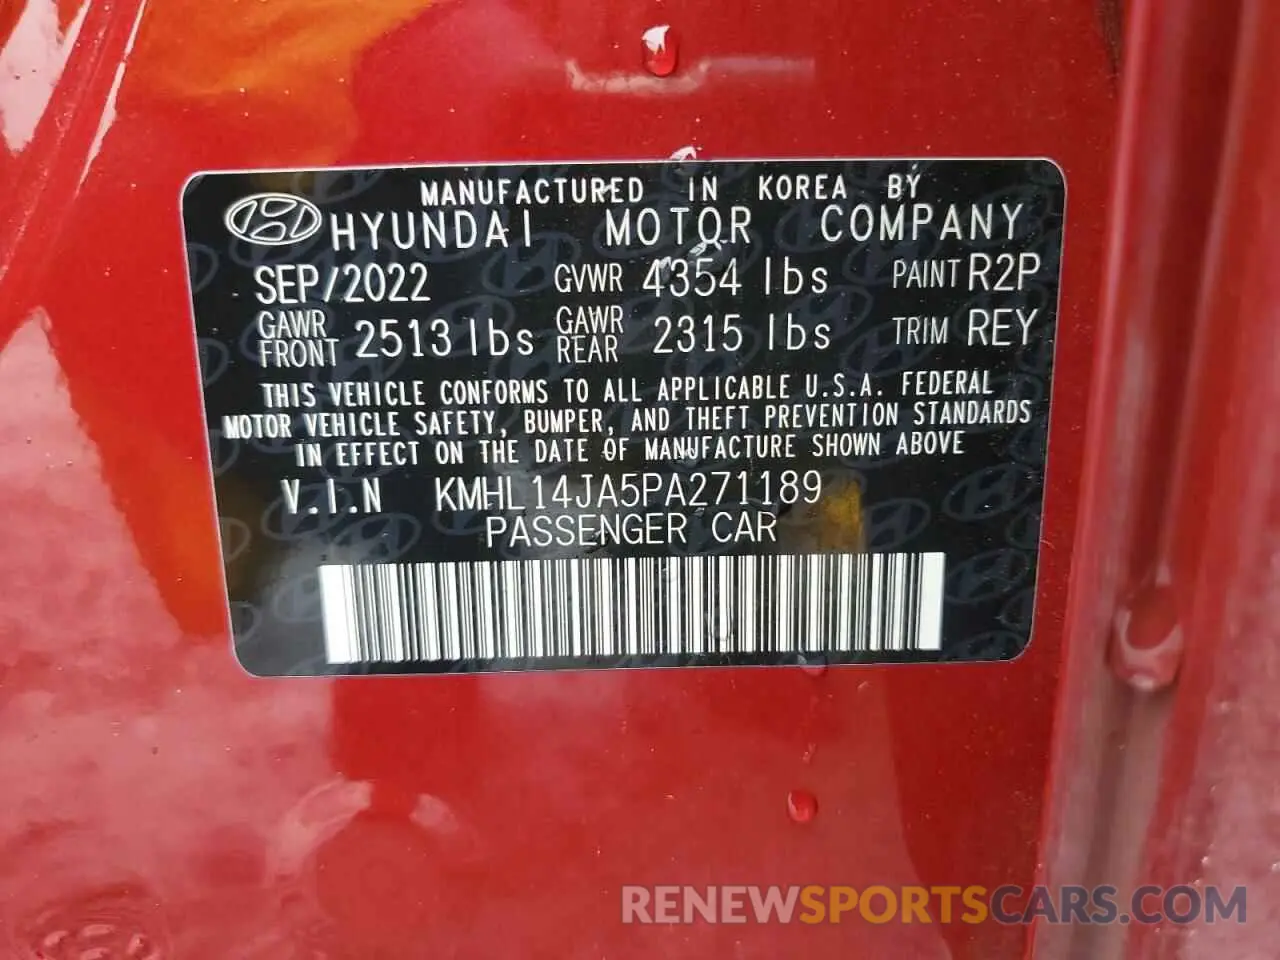 MANUFACTURED IN KOREA BY
HYUNDAI MOTOR COMPANY
SEP/2022 GVWR 4354 lbs PAINT R2P
GAWR FRONT 2513 lbs GAWR REAR 2315 lbs TRIM REY
THIS VEHICLE CONFORMS TO ALL APPLICABLE U.S.A. FEDERAL
MOTOR VEHICLE SAFETY, BUMPER, AND THEFT PREVENTION STANDARDS
IN EFFECT ON THE DATE OF MANUFACTURE SHOWN ABOVE
V.I.N KMHL14JA5PA271189
PASSENGER CAR
RENEWSPORTSCARS.COM